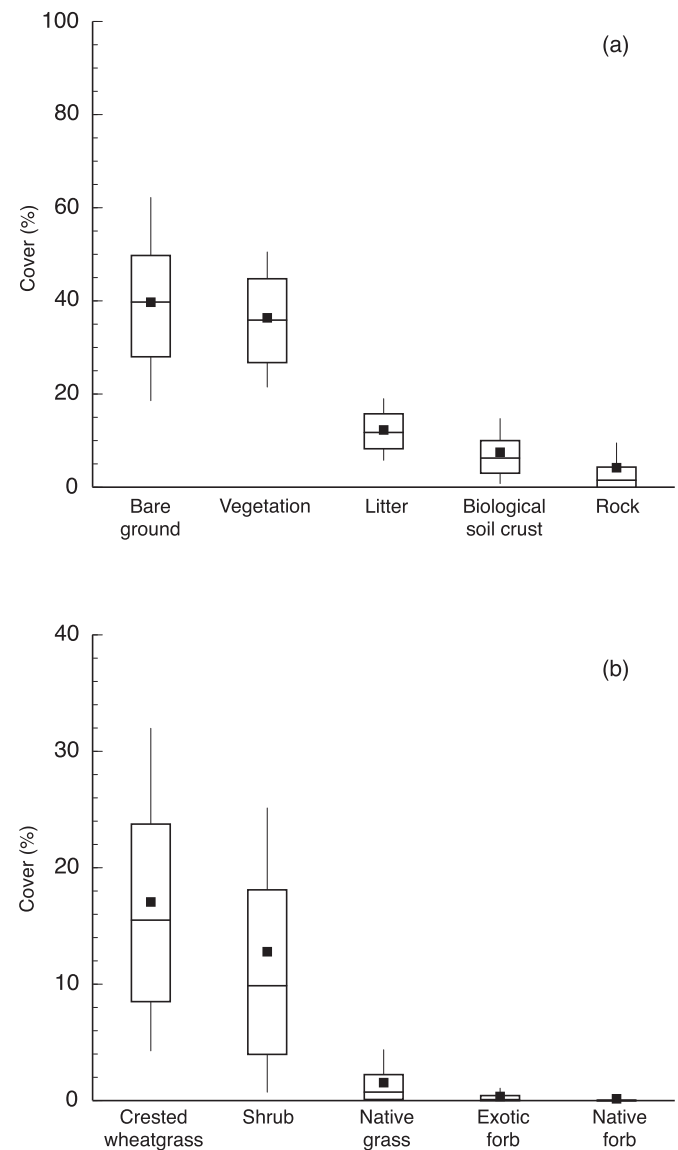 (a)
100
80
60
40
20
0
Cover (%)
Bare Vegetation Litter Biological Rock
ground soil crust
(b)
40
30
20
10
0
Cover (%)
Crested Shrub Native Exotic Native
wheatgrass grass forb forb